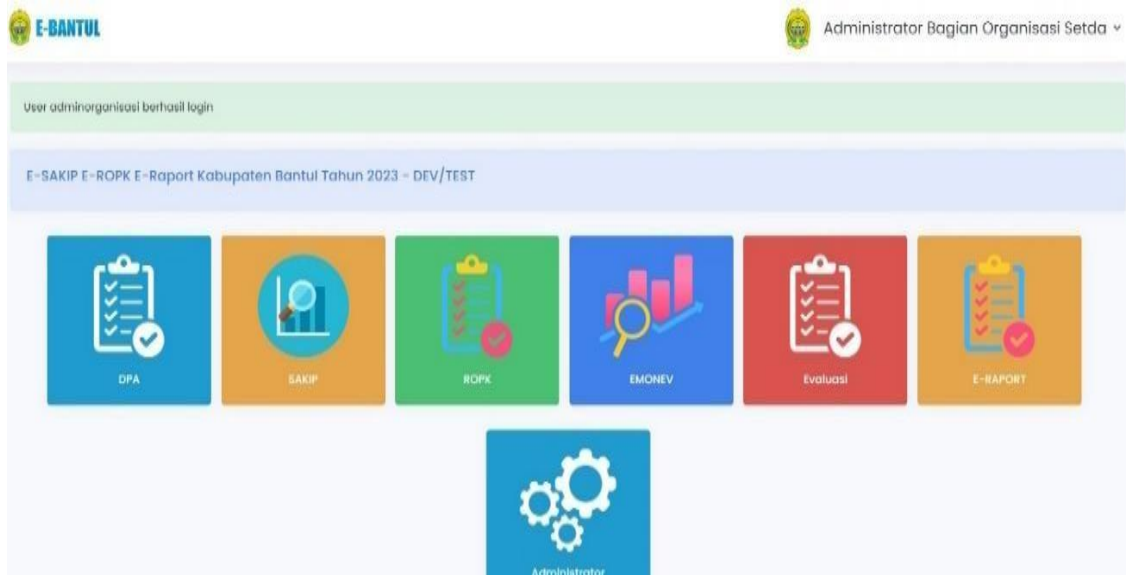 E-BANTUL
Administrator Bagian Organisasi Setda
User adminorganisasi berhasil login
E-SAKIP E-ROPK E-Raport Kabupaten Bantul Tahun 2023 - DEV/TEST
DPA
SAKIP
ROPK
EMONEV
Evaluasi
E-RAPORT
Administrator